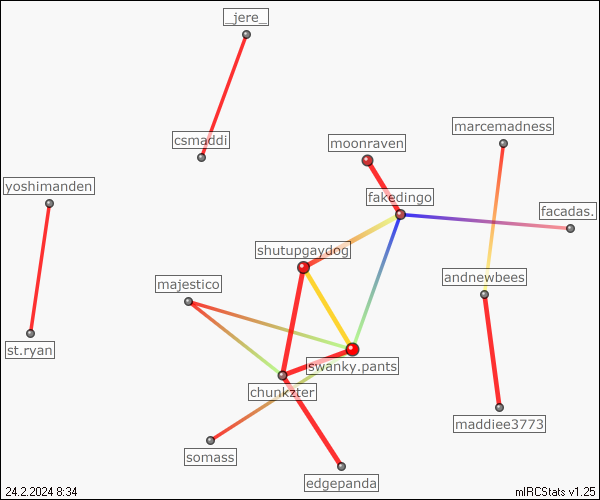 _jere_
marcemadness
csmaddi
moonraven
yoshimanden
fakedingo
facadas.
shutupgaydog
majestico
andnewbees
st.ryan
swanky.pants
chunkzter
maddiee3773
somass
edgepanda
24.2.2024 8:34
mIRCStats v1.25